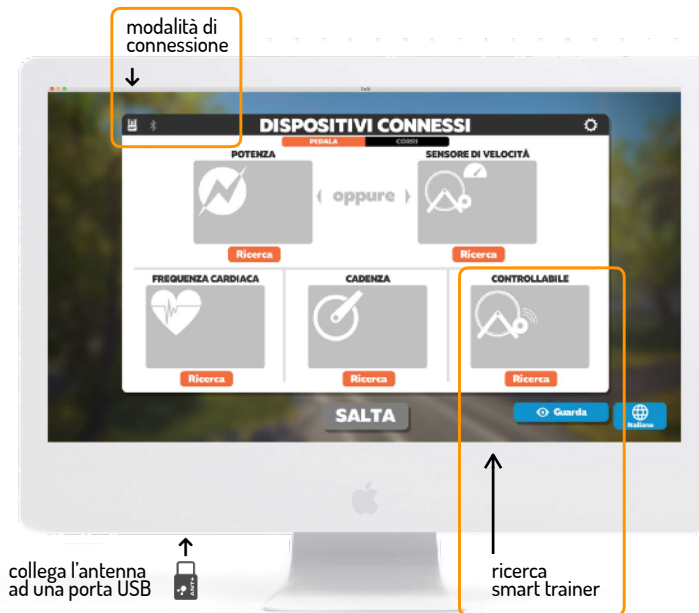 modalità di
connessione
DISPOSITIVI CONNESSI
PEDALA CORRI
POTENZA
SENSORE DI VELOCITÀ
oppure
Ricerca
Ricerca
FREQUENZA CARDIACA
CADENZA
CONTROLLABILE
Ricerca
Ricerca
Ricerca
SALTA
Guarda
Italiano
collega l'antenna
ad una porta USB
ANT+
ricerca
smart trainer